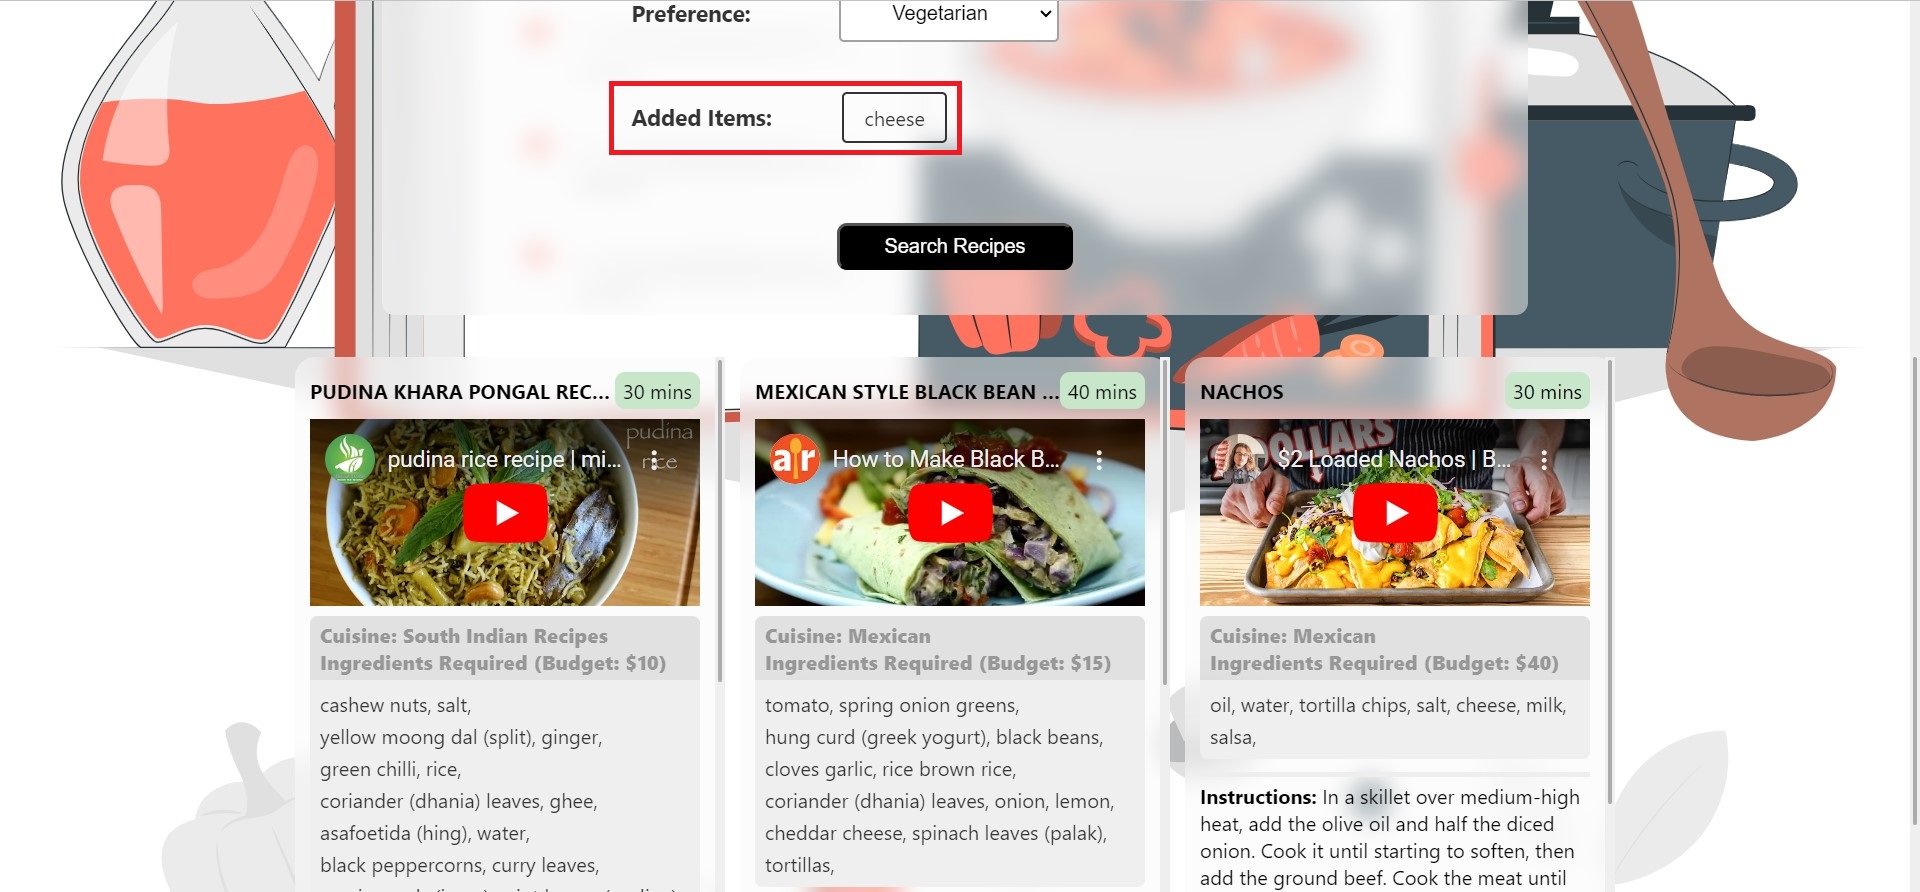 Preference:
Vegetarian
Added Items:
cheese
Search Recipes
PUDINA KHARA PONGAL REC...
30 mins
pudina
rice
pudina rice recipe | mi...
Cuisine: South Indian Recipes
Ingredients Required (Budget: $10)
cashew nuts, salt,
yellow moong dal (split), ginger,
green chilli, rice,
coriander (dhania) leaves, ghee,
asafoetida (hing), water,
black peppercorns, curry leaves,
MEXICAN STYLE BLACK BEAN ...
40 mins
ar
How to Make Black B...
Cuisine: Mexican
Ingredients Required (Budget: $15)
tomato, spring onion greens,
hung curd (greek yogurt), black beans,
cloves garlic, rice brown rice,
coriander (dhania) leaves, onion, lemon,
cheddar cheese, spinach leaves (palak),
tortillas,
NACHOS
30 mins
OLLARS
$2 Loaded Nachos | B...
Cuisine: Mexican
Ingredients Required (Budget: $40)
oil, water, tortilla chips, salt, cheese, milk,
salsa,
Instructions: In a skillet over medium-high
heat, add the olive oil and half the diced
onion. Cook it until starting to soften, then
add the ground beef. Cook the meat until